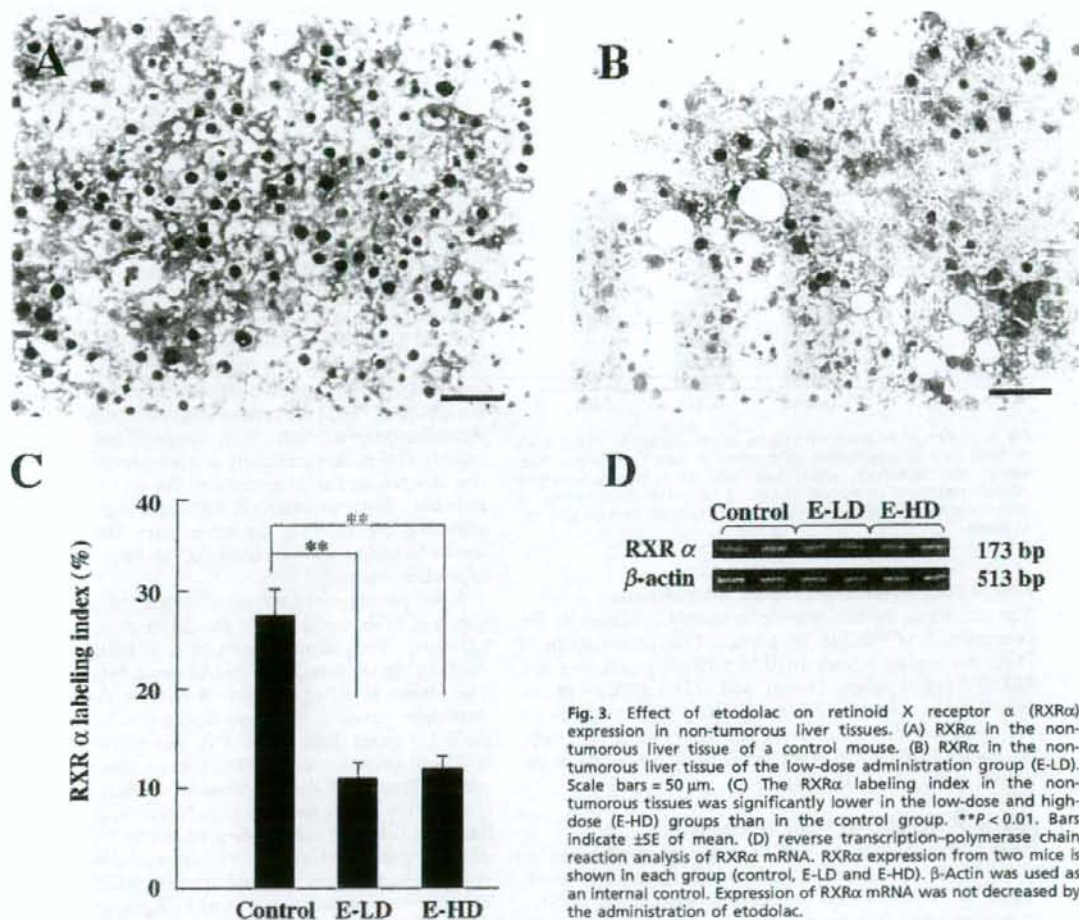 A
B
C
RXR α labeling index (%)
40
30
20
10
0
**
**
Control E-LD E-HD
D
Control E-LD E-HD
RXR α 173 bp
β-actin 513 bp
Fig. 3. Effect of etodolac on retinoid X receptor α (RXRα)
expression in non-tumorous liver tissues. (A) RXRα in the non-
tumorous liver tissue of a control mouse. (B) RXRα in the non-
tumorous liver tissue of the low-dose administration group (E-LD).
Scale bars = 50 μm. (C) The RXRα labeling index in the non-
tumorous tissues was significantly lower in the low-dose and high-
dose (E-HD) groups than in the control group. **P < 0.01. Bars
indicate ±SE of mean. (D) reverse transcription–polymerase chain
reaction analysis of RXRα mRNA. RXRα expression from two mice is
shown in each group (control, E-LD and E-HD). β-Actin was used as
an internal control. Expression of RXRα mRNA was not decreased by
the administration of etodolac.